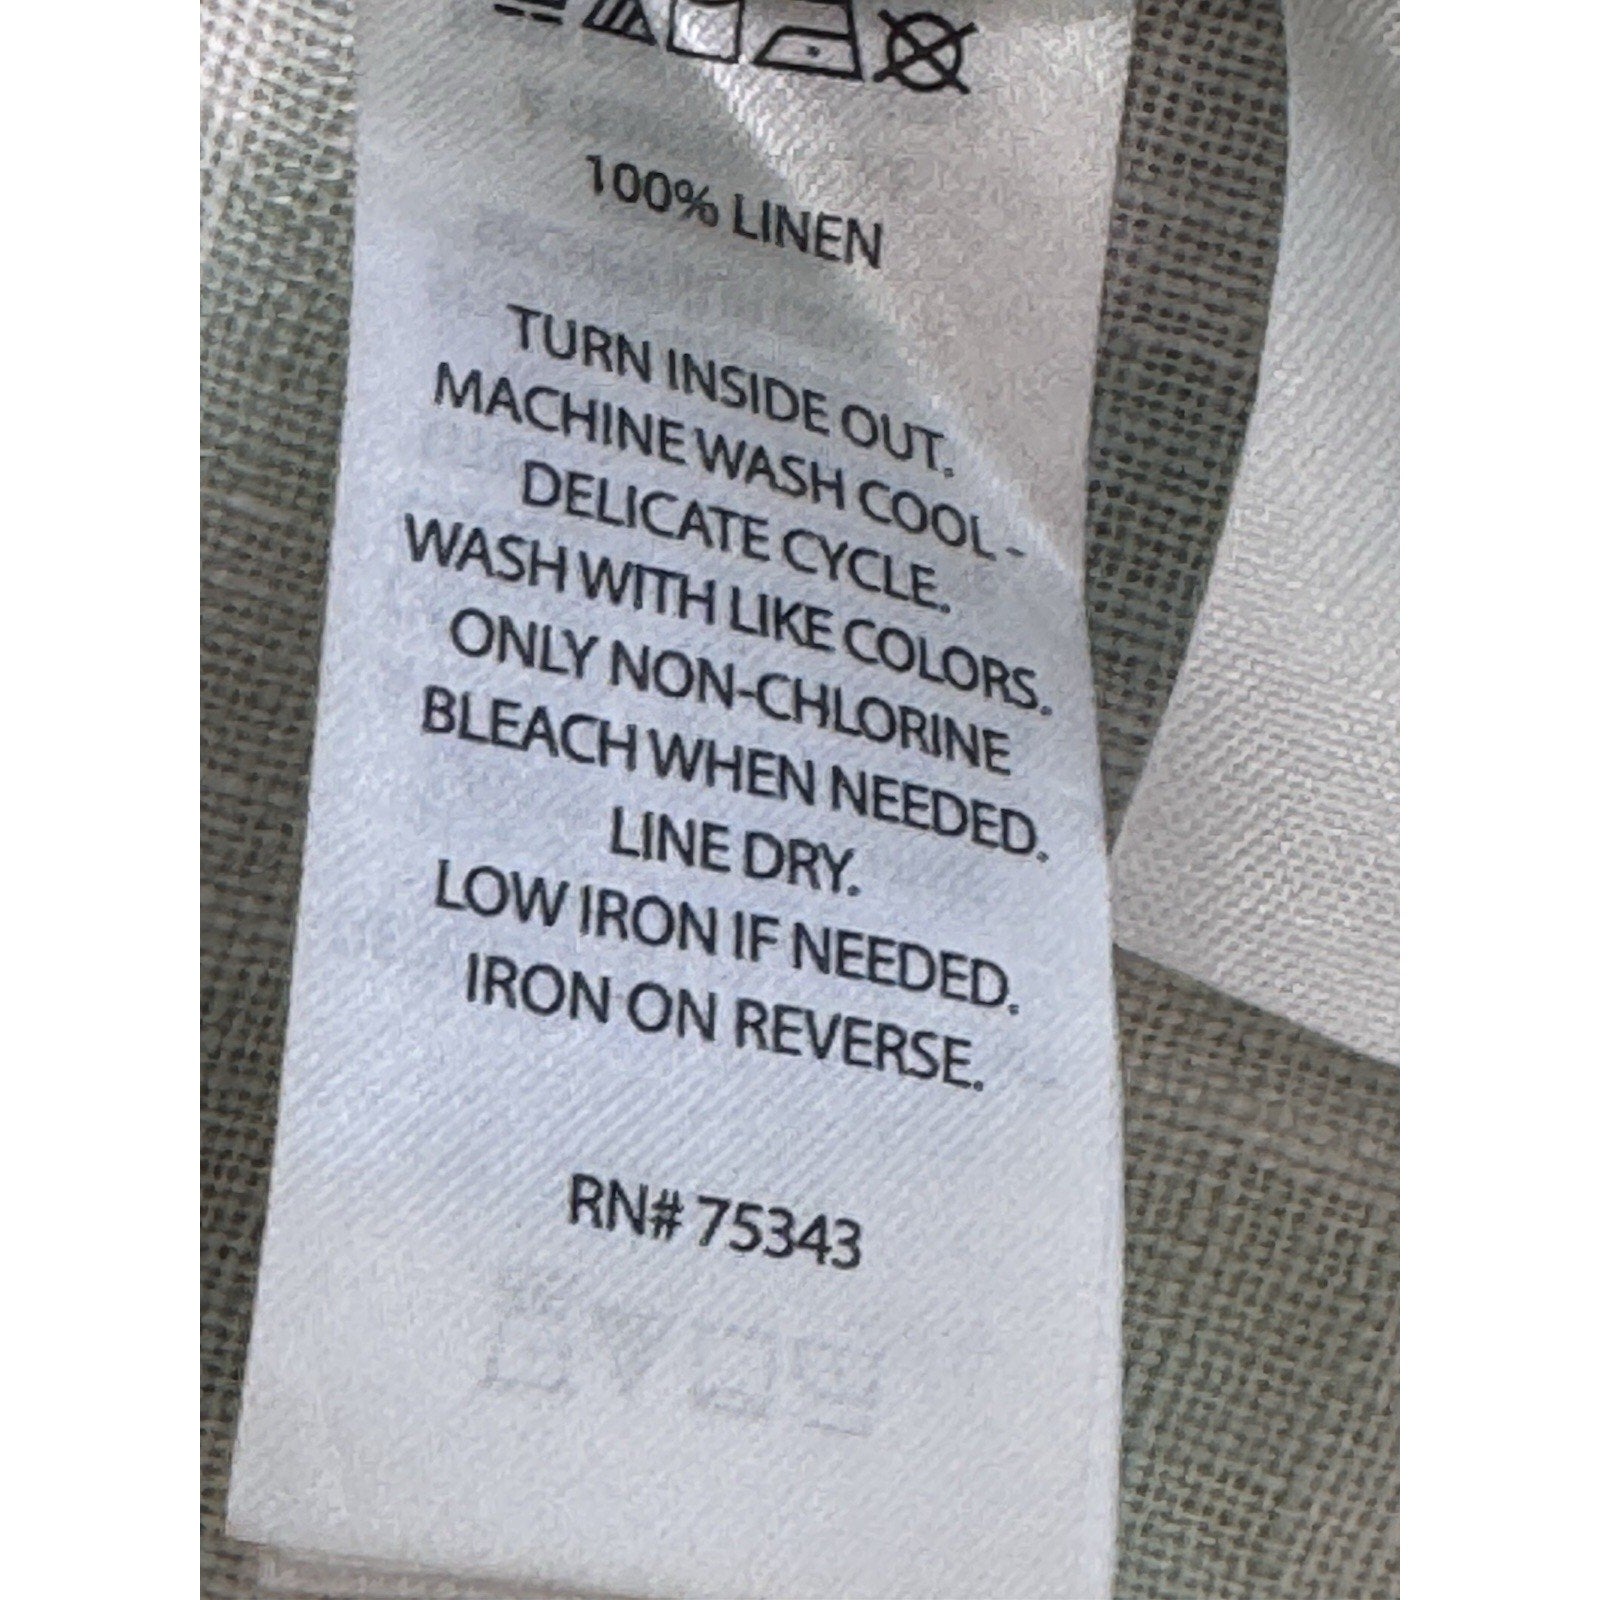 100% LINEN
TURN INSIDE OUT.
MACHINE WASH COOL -
DELICATE CYCLE.
WASH WITH LIKE COLORS.
ONLY NON-CHLORINE
BLEACH WHEN NEEDED.
LINE DRY.
LOW IRON IF NEEDED.
IRON ON REVERSE.
RN# 75343